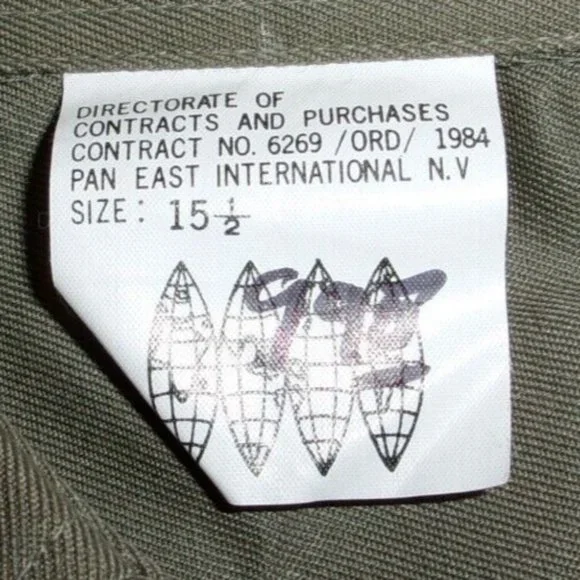 DIRECTORATE OF
CONTRACTS AND PURCHASES
CONTRACT NO. 6269 /ORD/ 1984
PAN EAST INTERNATIONAL N.V
SIZE: 15 1/2